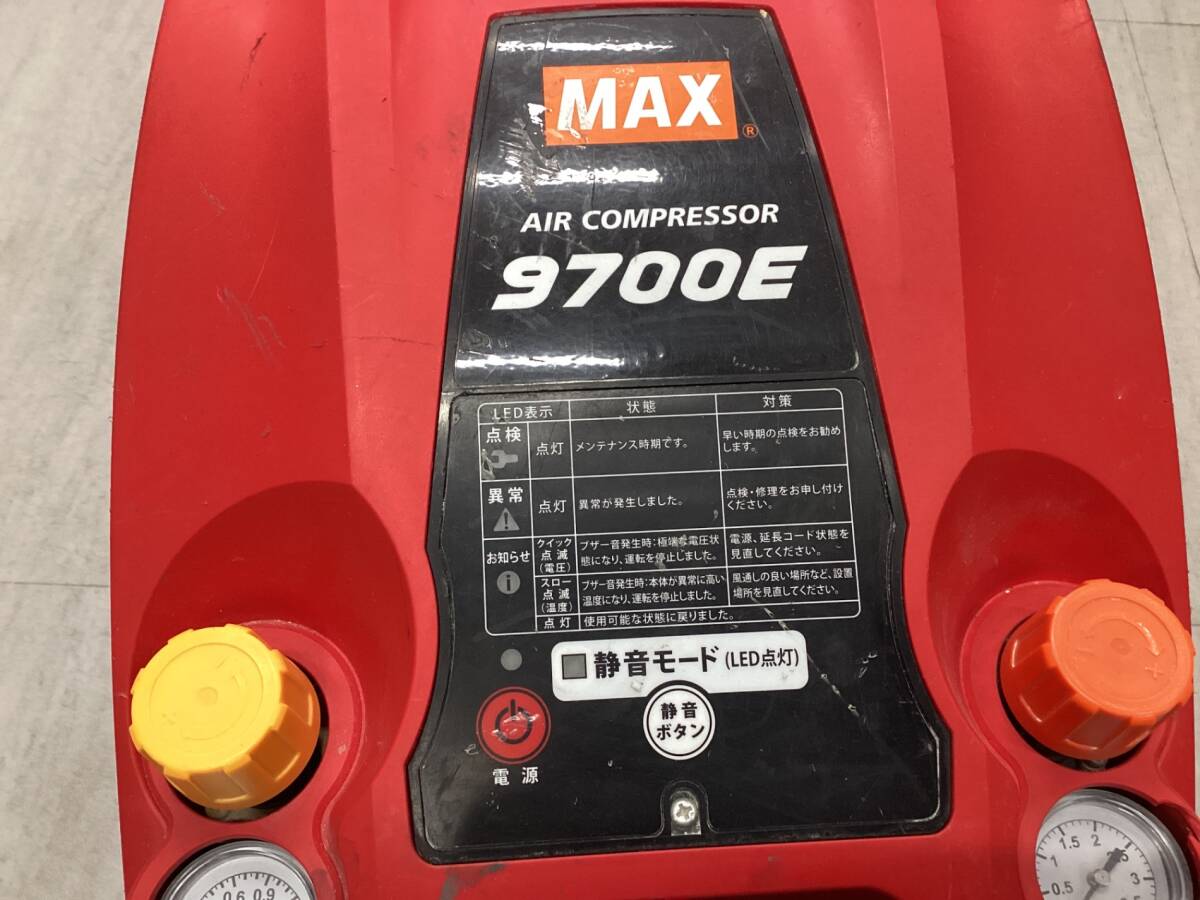 MAX®
AIR COMPRESSOR
9700E
LED表示 状態 対策
点検 点灯 メンテナンス時期です。 早い時期の点検をお勧めします。
異常 点灯 異常が発生しました。 点検・修理をお申し付けください。
お知らせ クイック点滅(電圧) ブザー音発生時:極端な電圧状態になり、運転を停止しました。 電源、延長コード状態を見直してください。
スロー点滅(温度) ブザー音発生時:本体が異常に高い温度になり、運転を停止しました。 風通しの良い場所など、設置場所を見直してください。
点灯 使用可能な状態に戻りました。
静音モード(LED点灯)
静音
ボタン
電源
0.6 0.9
0.5 1 1.5 2 3